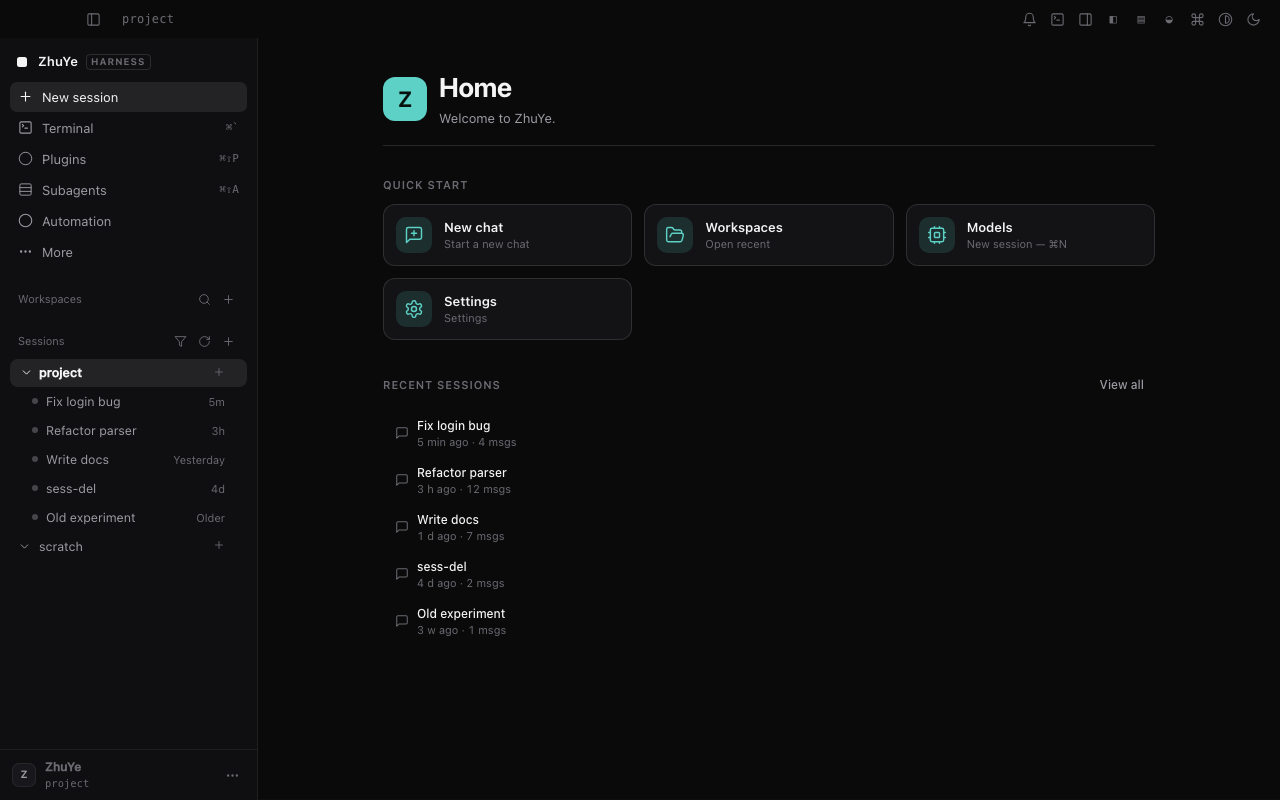 project
ZhuYe HARNESS
New session
Terminal ⌘`
Plugins ⌘⇧P
Subagents ⌘⇧A
Automation
More
Workspaces
Sessions
project
Fix login bug 5m
Refactor parser 3h
Write docs Yesterday
sess-del 4d
Old experiment Older
scratch
Z
ZhuYe
project
Z
Home
Welcome to ZhuYe.
QUICK START
New chat
Start a new chat
Workspaces
Open recent
Models
New session — ⌘N
Settings
Settings
RECENT SESSIONS View all
Fix login bug
5 min ago · 4 msgs
Refactor parser
3 h ago · 12 msgs
Write docs
1 d ago · 7 msgs
sess-del
4 d ago · 2 msgs
Old experiment
3 w ago · 1 msgs